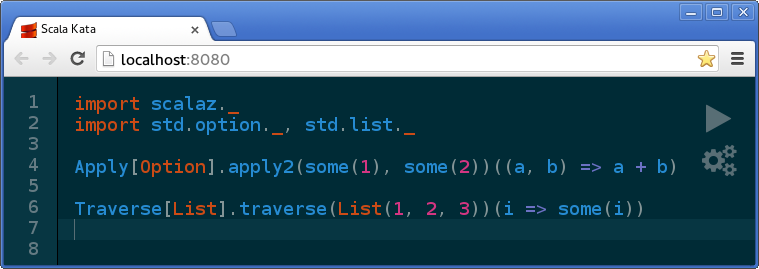 Scala Kata
localhost:8080
1 import scalaz._
2 import std.option._, std.list._
3
4 Apply[Option].apply2(some(1), some(2))((a, b) => a + b)
5
6 Traverse[List].traverse(List(1, 2, 3))(i => some(i))
7
8